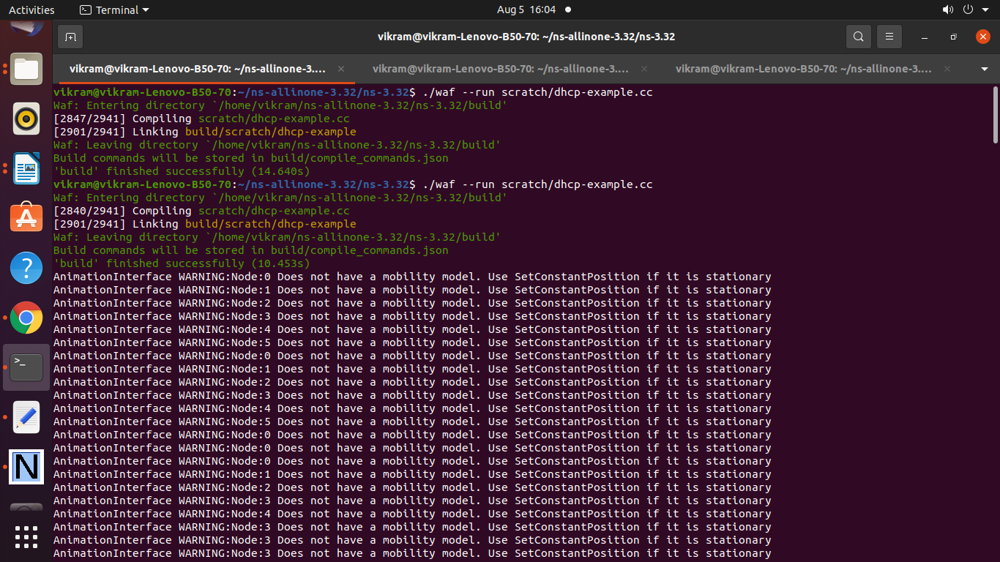 Activities
Terminal
Aug 5 16:04
vikram@vikram-Lenovo-B50-70: ~/ns-allinone-3.32/ns-3.32
vikram@vikram-Lenovo-B50-70: ~/ns-allinone-3....
vikram@vikram-Lenovo-B50-70: ~/ns-allinone-3....
vikram@vikram-Lenovo-B50-70: ~/ns-allinone-3....
vikram@vikram-Lenovo-B50-70:~/ns-allinone-3.32/ns-3.32$ ./waf --run scratch/dhcp-example.cc
Waf: Entering directory `/home/vikram/ns-allinone-3.32/ns-3.32/build'
[2847/2941] Compiling scratch/dhcp-example.cc
[2901/2941] Linking build/scratch/dhcp-example
Waf: Leaving directory `/home/vikram/ns-allinone-3.32/ns-3.32/build'
Build commands will be stored in build/compile_commands.json
'build' finished successfully (14.640s)
vikram@vikram-Lenovo-B50-70:~/ns-allinone-3.32/ns-3.32$ ./waf --run scratch/dhcp-example.cc
Waf: Entering directory `/home/vikram/ns-allinone-3.32/ns-3.32/build'
[2840/2941] Compiling scratch/dhcp-example.cc
[2901/2941] Linking build/scratch/dhcp-example
Waf: Leaving directory `/home/vikram/ns-allinone-3.32/ns-3.32/build'
Build commands will be stored in build/compile_commands.json
'build' finished successfully (10.453s)
AnimationInterface WARNING:Node:0 Does not have a mobility model. Use SetConstantPosition if it is stationary
AnimationInterface WARNING:Node:1 Does not have a mobility model. Use SetConstantPosition if it is stationary
AnimationInterface WARNING:Node:2 Does not have a mobility model. Use SetConstantPosition if it is stationary
AnimationInterface WARNING:Node:3 Does not have a mobility model. Use SetConstantPosition if it is stationary
AnimationInterface WARNING:Node:4 Does not have a mobility model. Use SetConstantPosition if it is stationary
AnimationInterface WARNING:Node:5 Does not have a mobility model. Use SetConstantPosition if it is stationary
AnimationInterface WARNING:Node:0 Does not have a mobility model. Use SetConstantPosition if it is stationary
AnimationInterface WARNING:Node:1 Does not have a mobility model. Use SetConstantPosition if it is stationary
AnimationInterface WARNING:Node:2 Does not have a mobility model. Use SetConstantPosition if it is stationary
AnimationInterface WARNING:Node:3 Does not have a mobility model. Use SetConstantPosition if it is stationary
AnimationInterface WARNING:Node:4 Does not have a mobility model. Use SetConstantPosition if it is stationary
AnimationInterface WARNING:Node:5 Does not have a mobility model. Use SetConstantPosition if it is stationary
AnimationInterface WARNING:Node:0 Does not have a mobility model. Use SetConstantPosition if it is stationary
AnimationInterface WARNING:Node:0 Does not have a mobility model. Use SetConstantPosition if it is stationary
AnimationInterface WARNING:Node:0 Does not have a mobility model. Use SetConstantPosition if it is stationary
AnimationInterface WARNING:Node:1 Does not have a mobility model. Use SetConstantPosition if it is stationary
AnimationInterface WARNING:Node:2 Does not have a mobility model. Use SetConstantPosition if it is stationary
AnimationInterface WARNING:Node:3 Does not have a mobility model. Use SetConstantPosition if it is stationary
AnimationInterface WARNING:Node:4 Does not have a mobility model. Use SetConstantPosition if it is stationary
AnimationInterface WARNING:Node:3 Does not have a mobility model. Use SetConstantPosition if it is stationary
AnimationInterface WARNING:Node:3 Does not have a mobility model. Use SetConstantPosition if it is stationary
AnimationInterface WARNING:Node:3 Does not have a mobility model. Use SetConstantPosition if it is stationary
?
>_
N